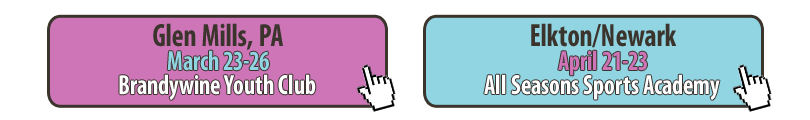 Glen Mills, PA
March 23-26
Brandywine Youth Club
Elkton/Newark
April 21-23
All Seasons Sports Academy